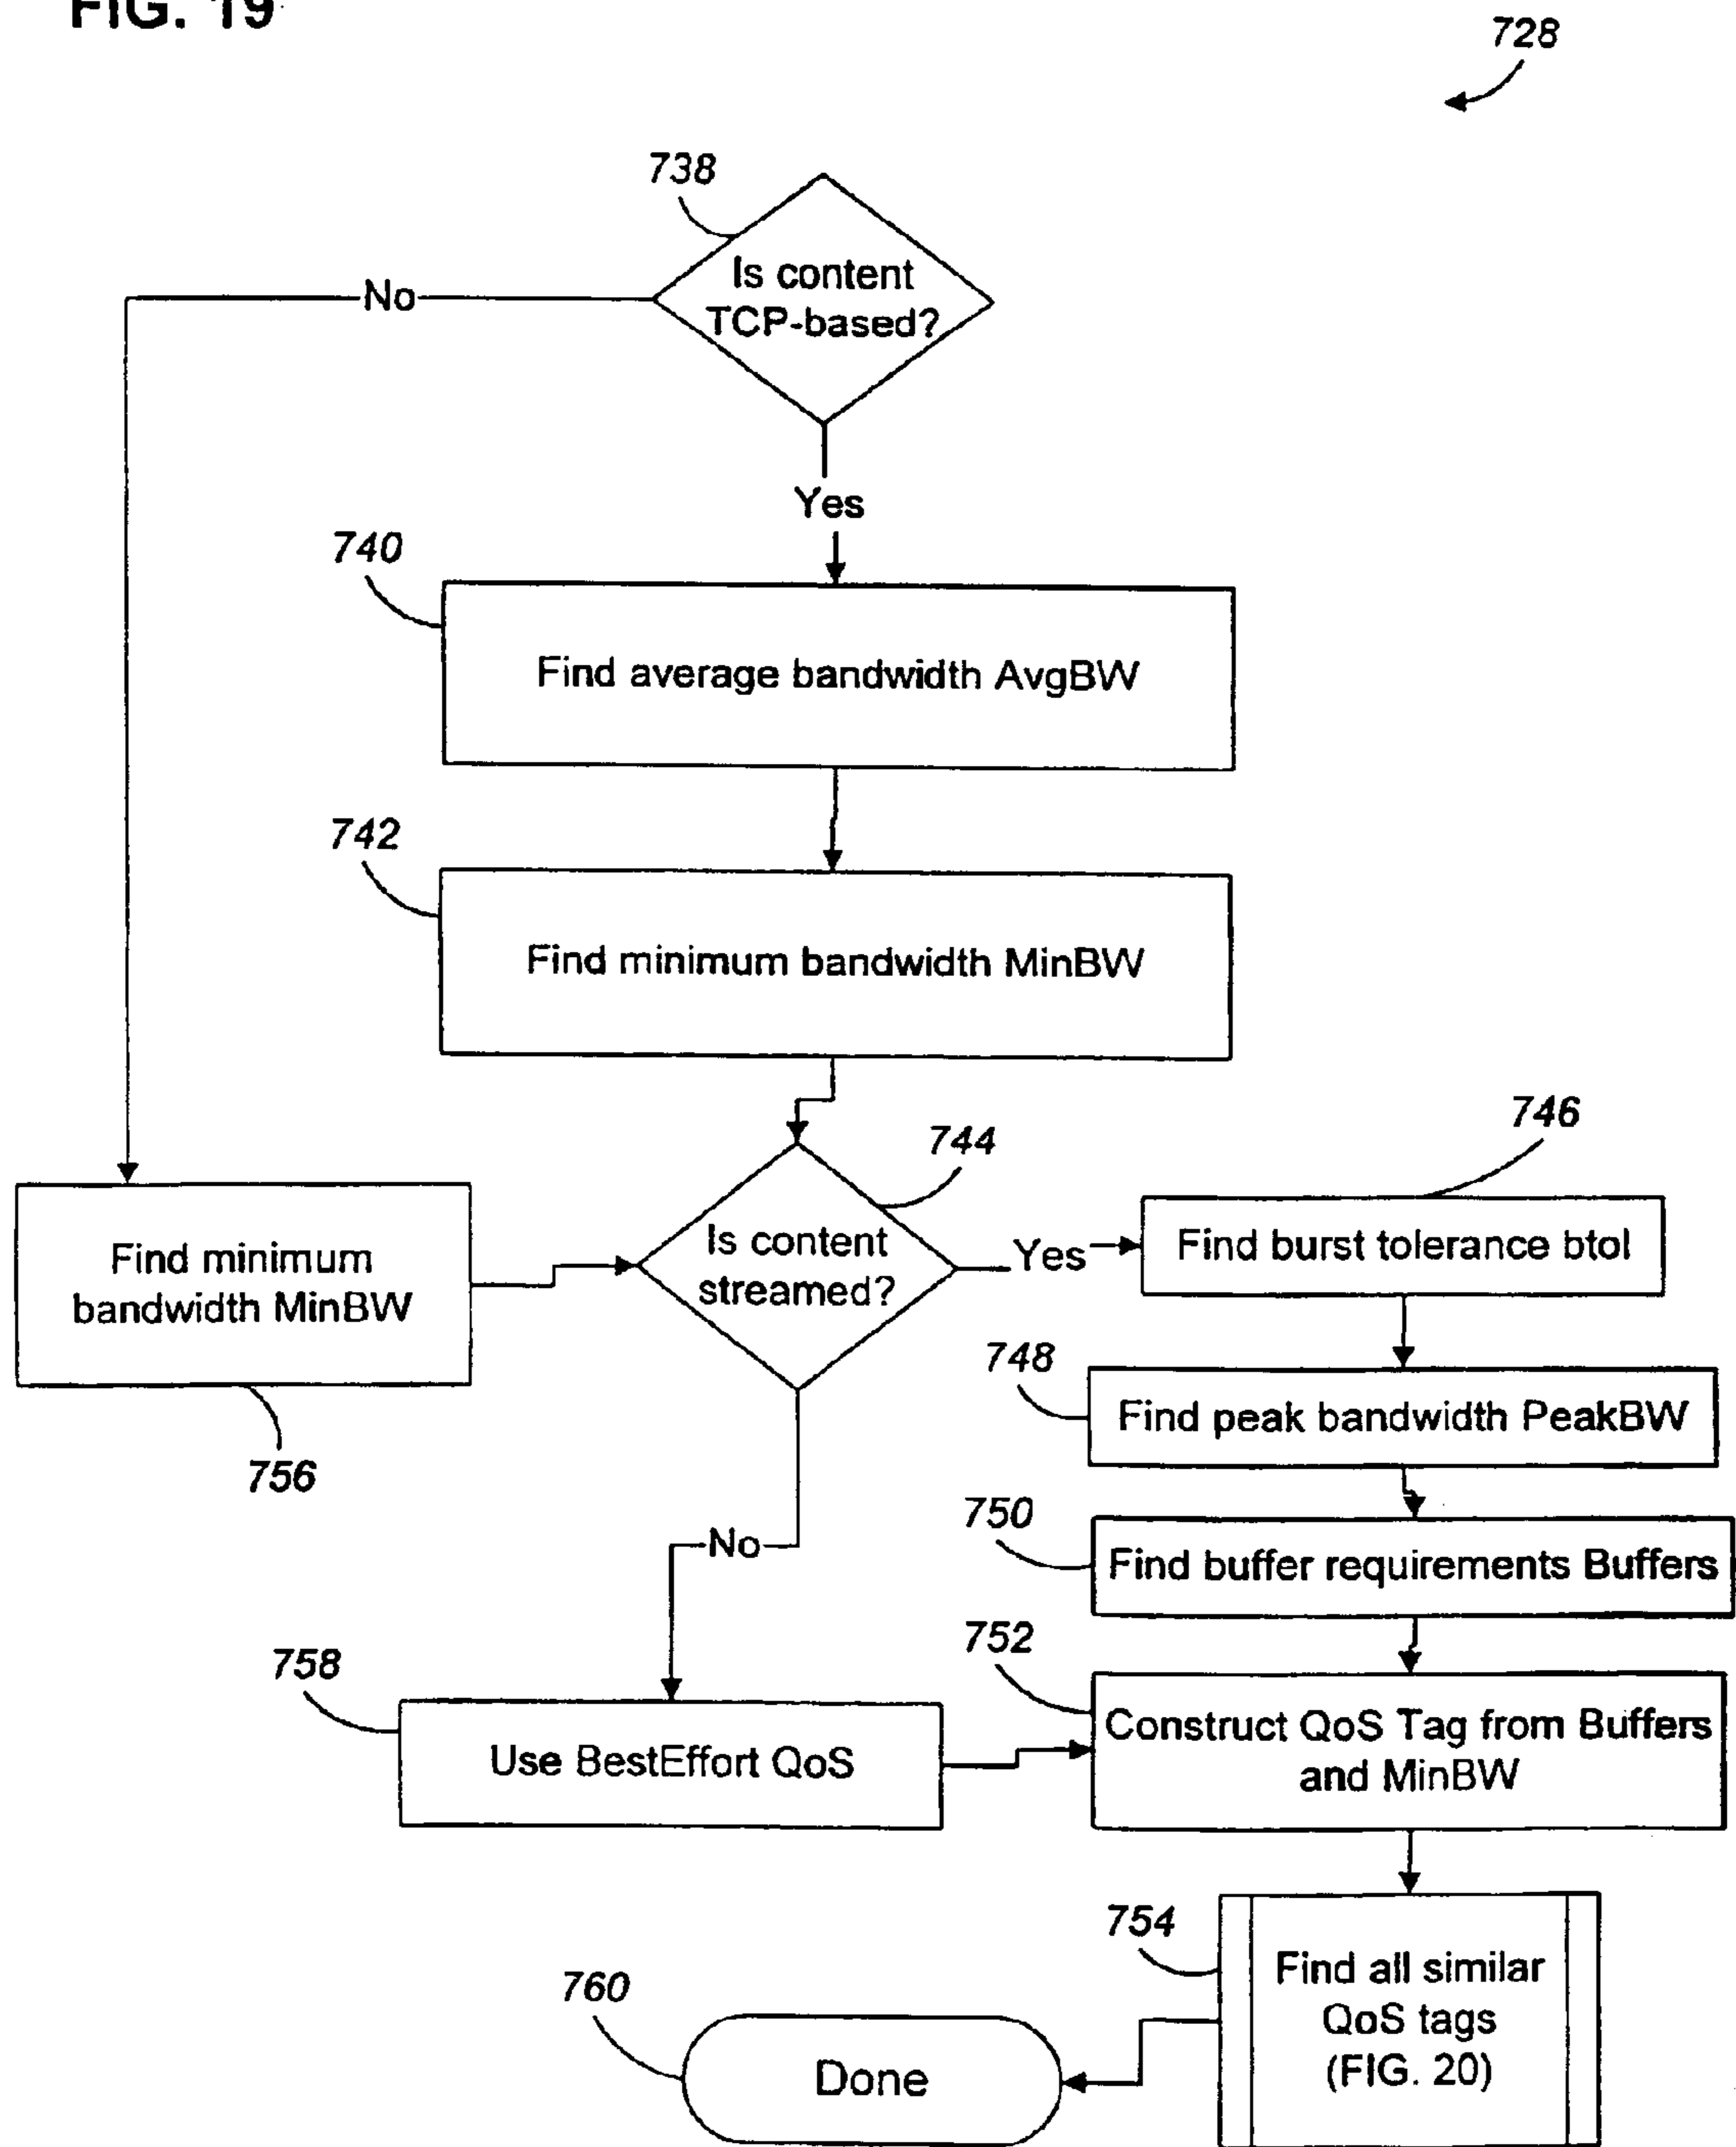 FIG. 19
728
738
Is content
TCP-based?
No
Yes
740
Find average bandwidth AvgBW
742
Find minimum bandwidth MinBW
744
Is content
streamed?
Yes
746
Find burst tolerance btol
Find minimum
bandwidth MinBW
756
748
Find peak bandwidth PeakBW
750
Find buffer requirements Buffers
No
752
Construct QoS Tag from Buffers
and MinBW
758
Use BestEffort QoS
754
Find all similar
QoS tags
(FIG. 20)
760
Done